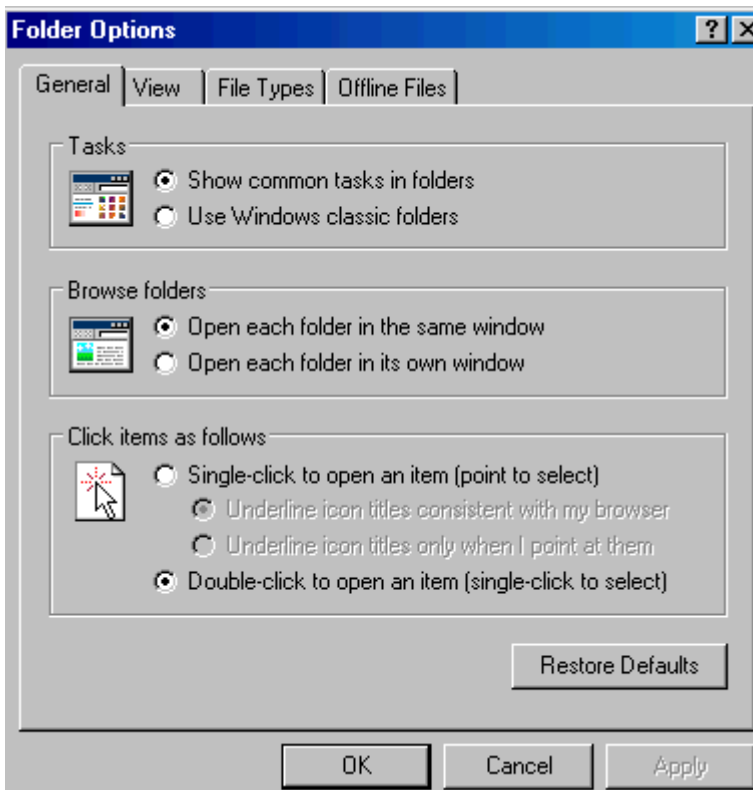 Folder Options
General View File Types Offline Files
Tasks
Show common tasks in folders
Use Windows classic folders
Browse folders
Open each folder in the same window
Open each folder in its own window
Click items as follows
Single-click to open an item (point to select)
Underline icon titles consistent with my browser
Underline icon titles only when I point at them
Double-click to open an item (single-click to select)
Restore Defaults
OK Cancel Apply